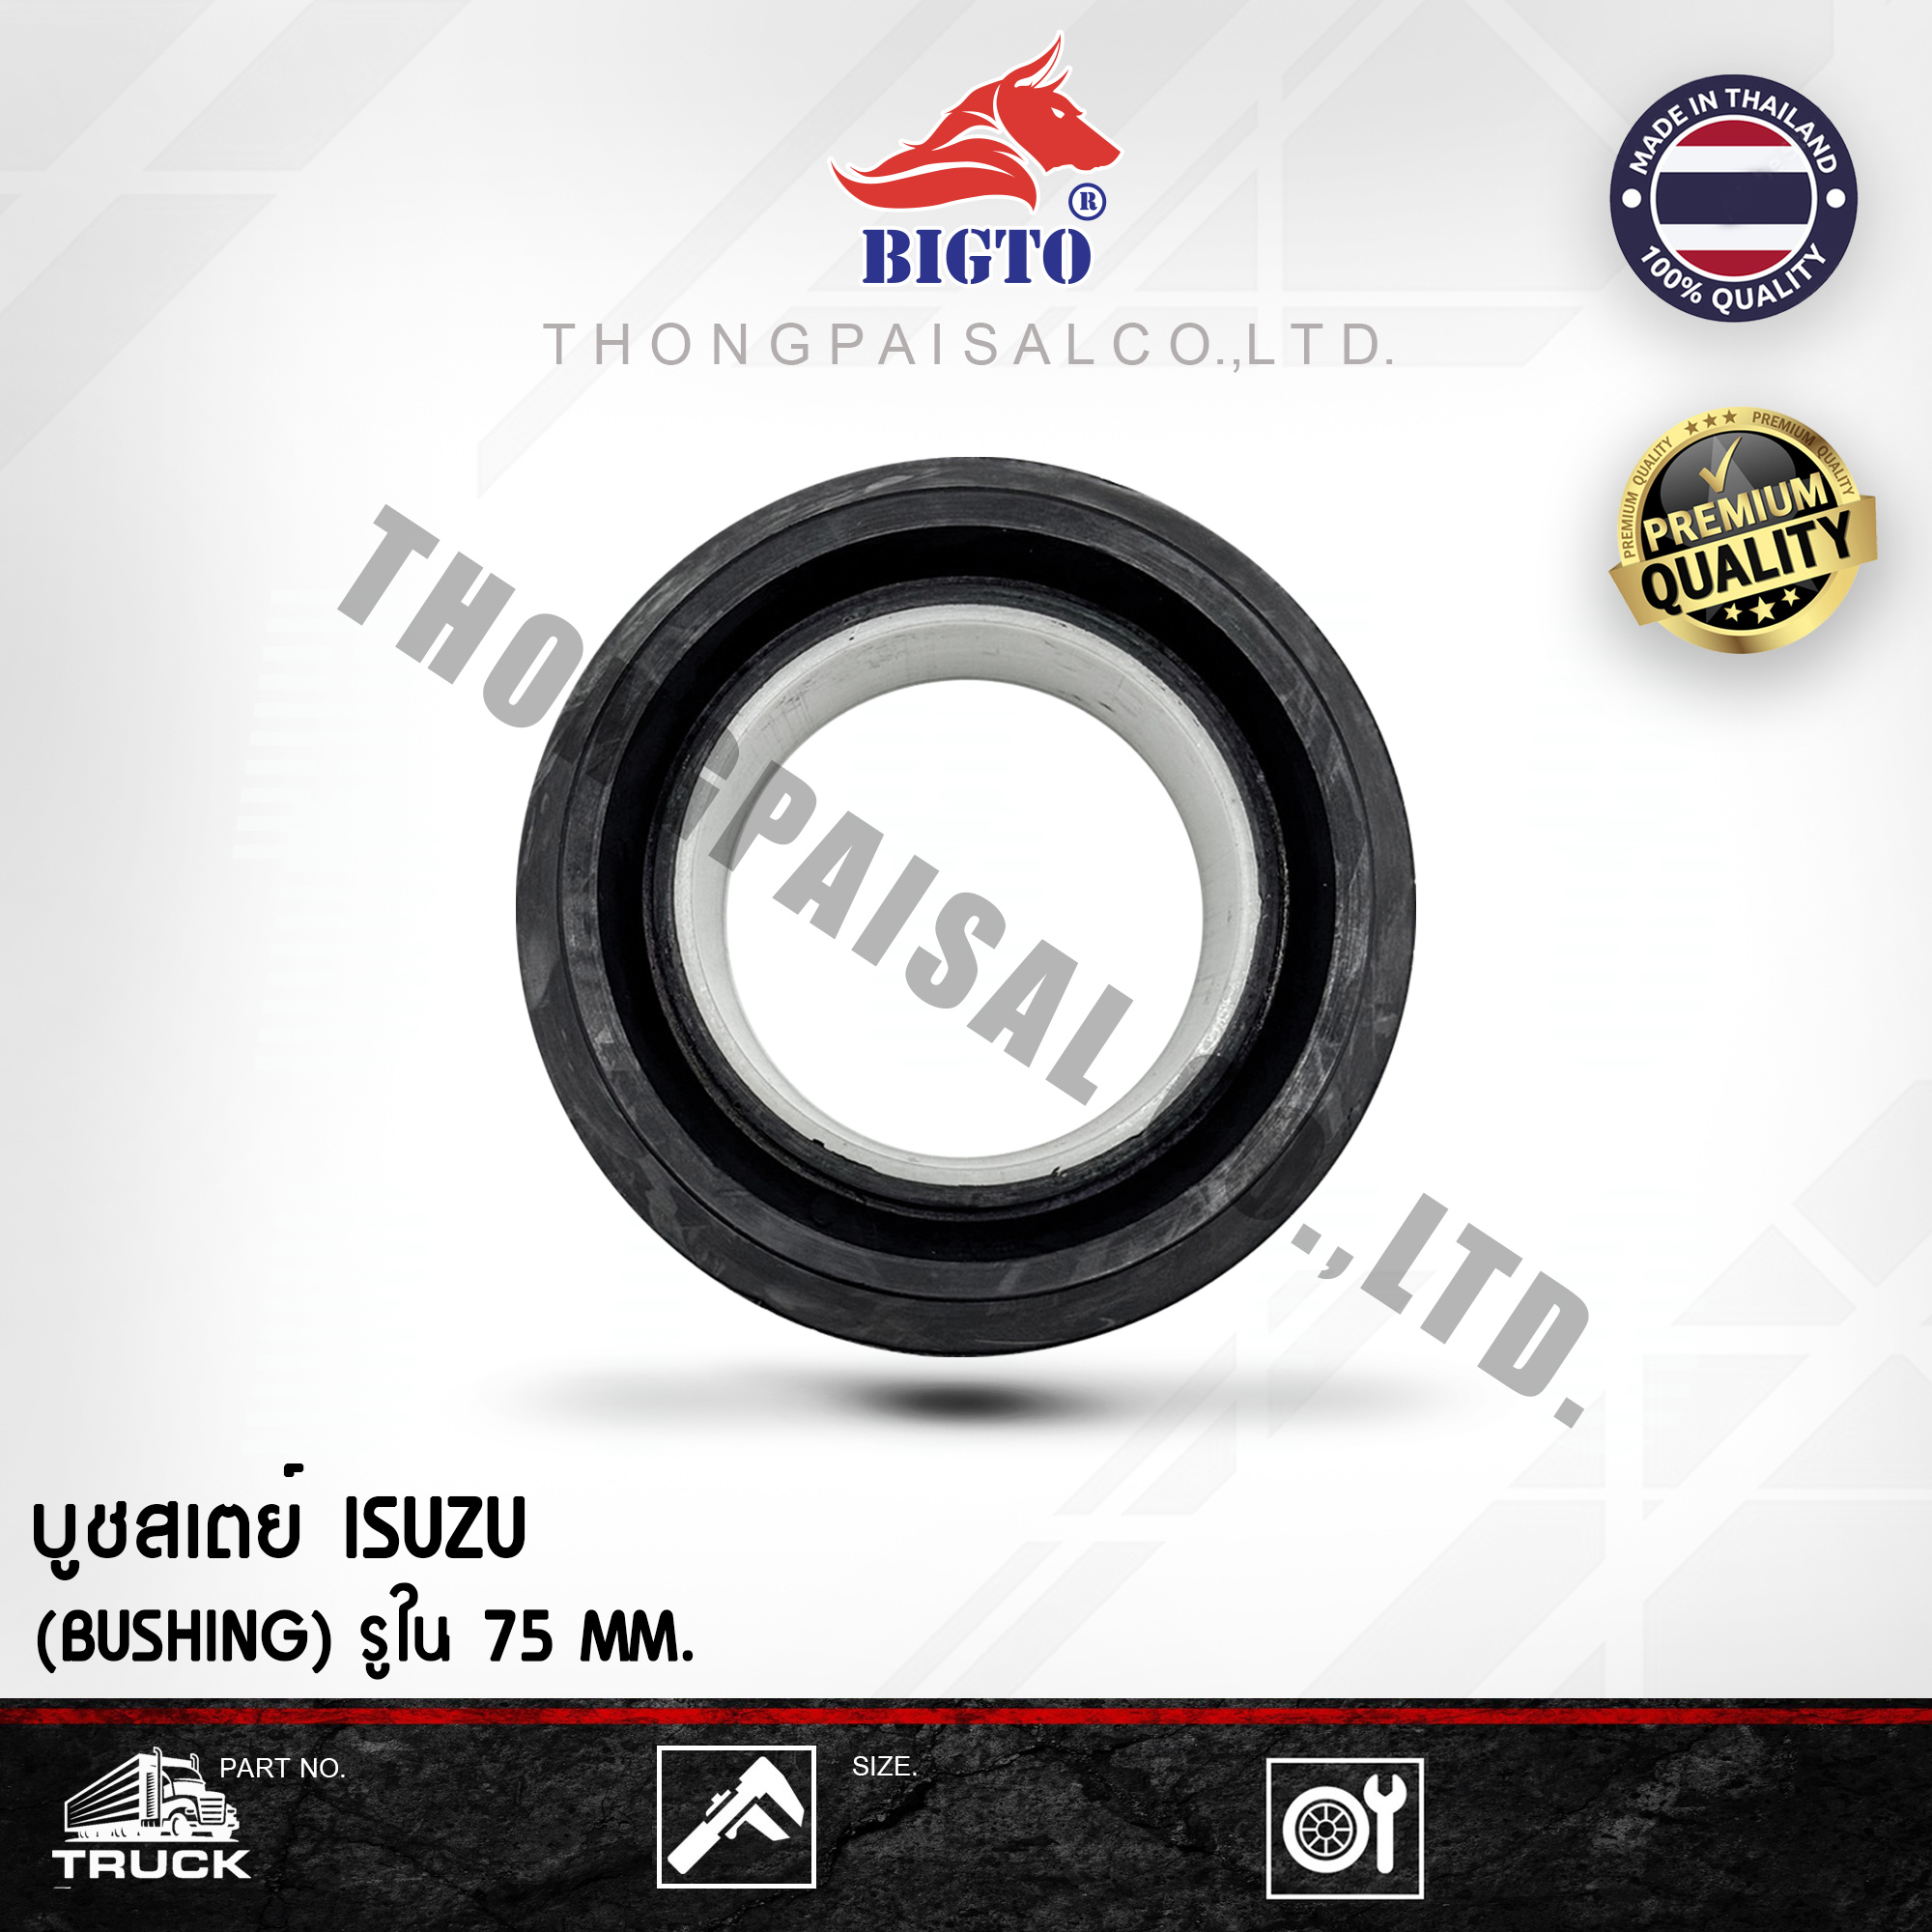 BIGTO
®
THONGPAISALCO.,LTD.
MADE IN THAILAND
100% QUALITY
PREMIUM QUALITY ★★★ PREMIUM QUALITY
PREMIUM
QUALITY
THONGPAISAL CO.,LTD.
บูชสเตย์ ISUZU
(BUSHING) รูใน 75 MM.
PART NO.
TRUCK
SIZE.